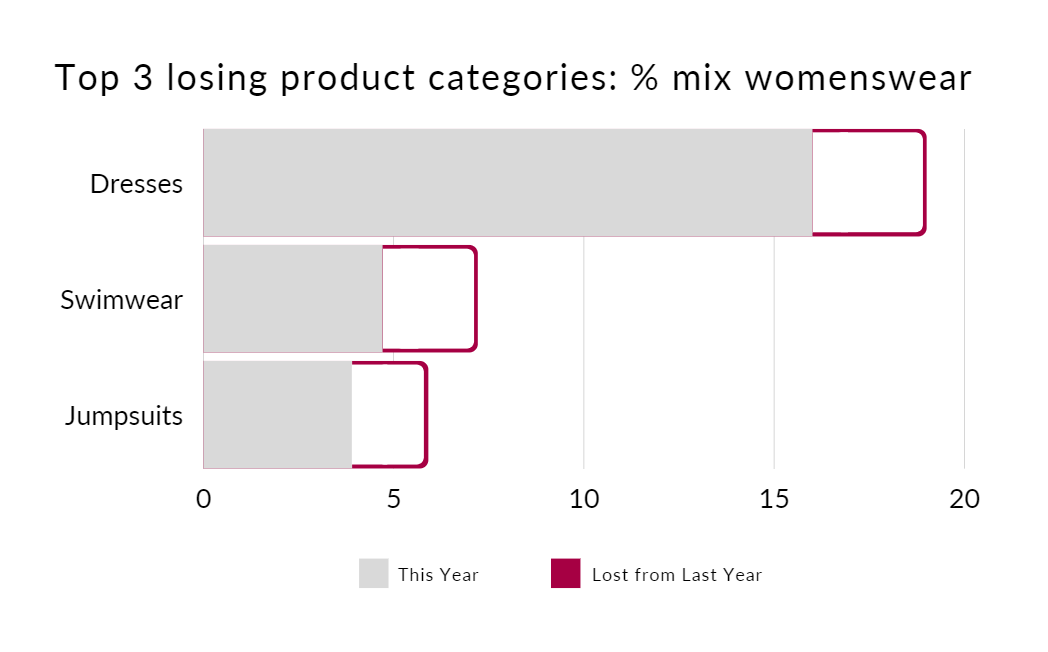 Top 3 losing product categories: % mix womenswear
Dresses
Swimwear
Jumpsuits
0 5 10 15 20
This Year Lost from Last Year